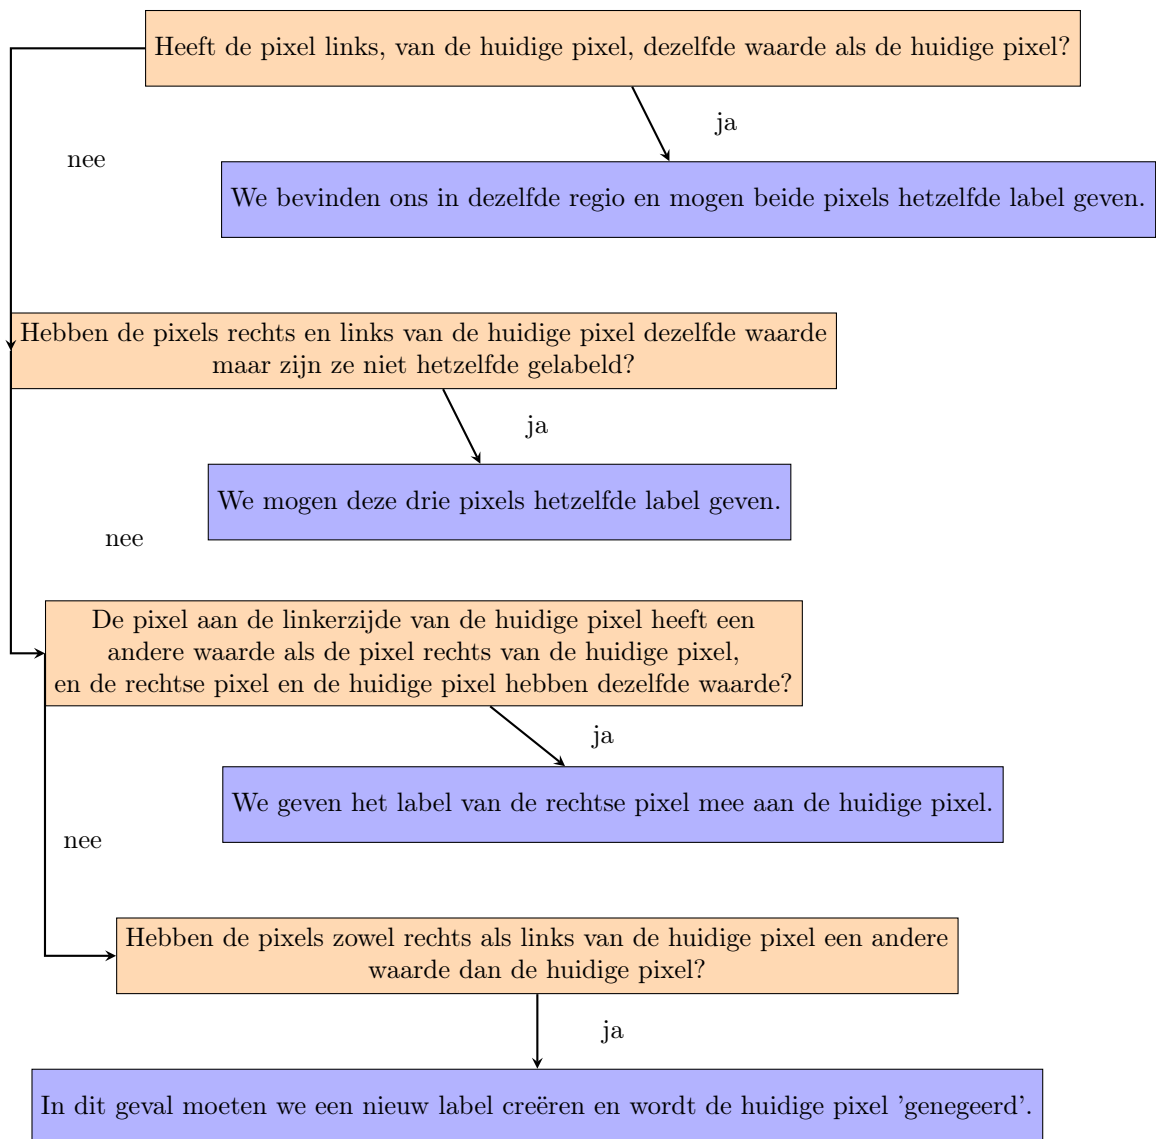 Heeft de pixel links, van de huidige pixel, dezelfde waarde als de huidige pixel?
ja
nee
We bevinden ons in dezelfde regio en mogen beide pixels hetzelfde label geven.
Hebben de pixels rechts en links van de huidige pixel dezelfde waarde
maar zijn ze niet hetzelfde gelabeld?
ja
We mogen deze drie pixels hetzelfde label geven.
nee
De pixel aan de linkerzijde van de huidige pixel heeft een
andere waarde als de pixel rechts van de huidige pixel,
en de rechtse pixel en de huidige pixel hebben dezelfde waarde?
ja
We geven het label van de rechtse pixel mee aan de huidige pixel.
nee
Hebben de pixels zowel rechts als links van de huidige pixel een andere
waarde dan de huidige pixel?
ja
In dit geval moeten we een nieuw label creëren en wordt de huidige pixel ’genegeerd’.